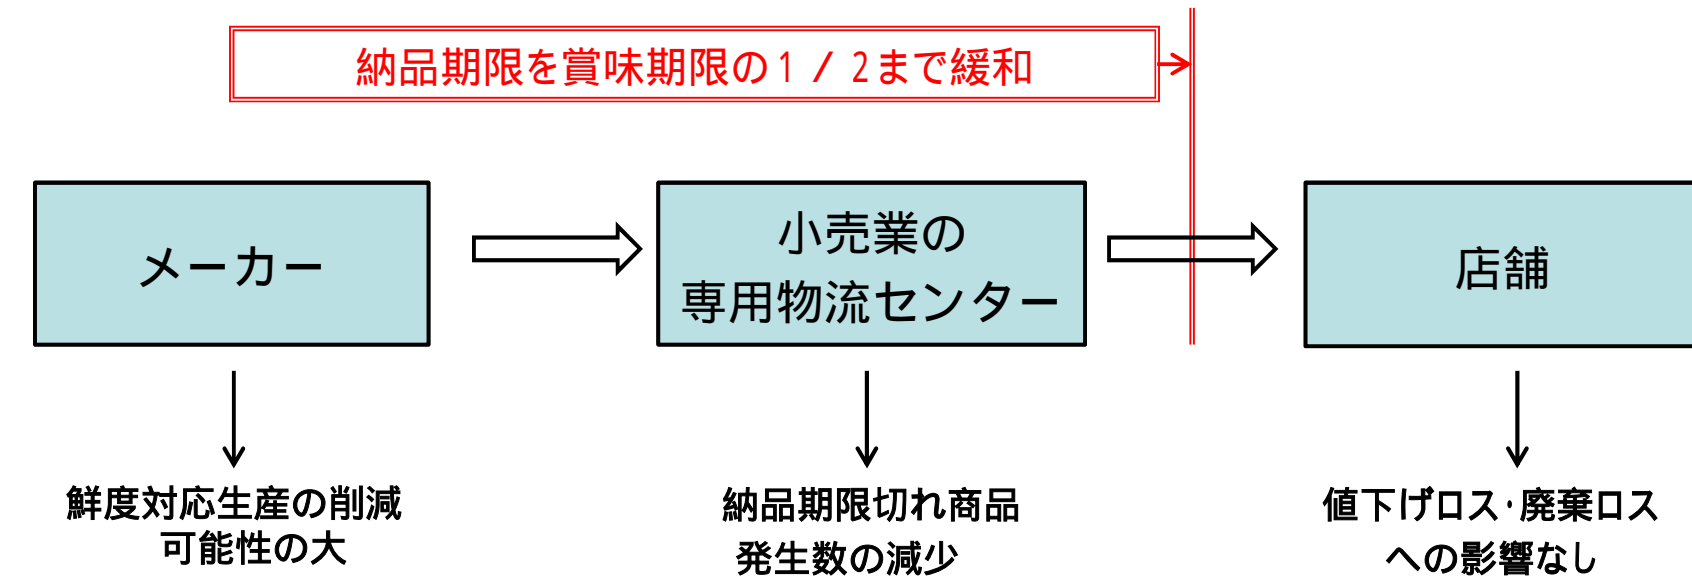 納品期限を賞味期限の1/2まで緩和
メーカー
小売業の
専用物流センター
店舗
鮮度対応生産の削減
可能性の大
納品期限切れ商品
発生数の減少
値下げロス・廃棄ロス
への影響なし